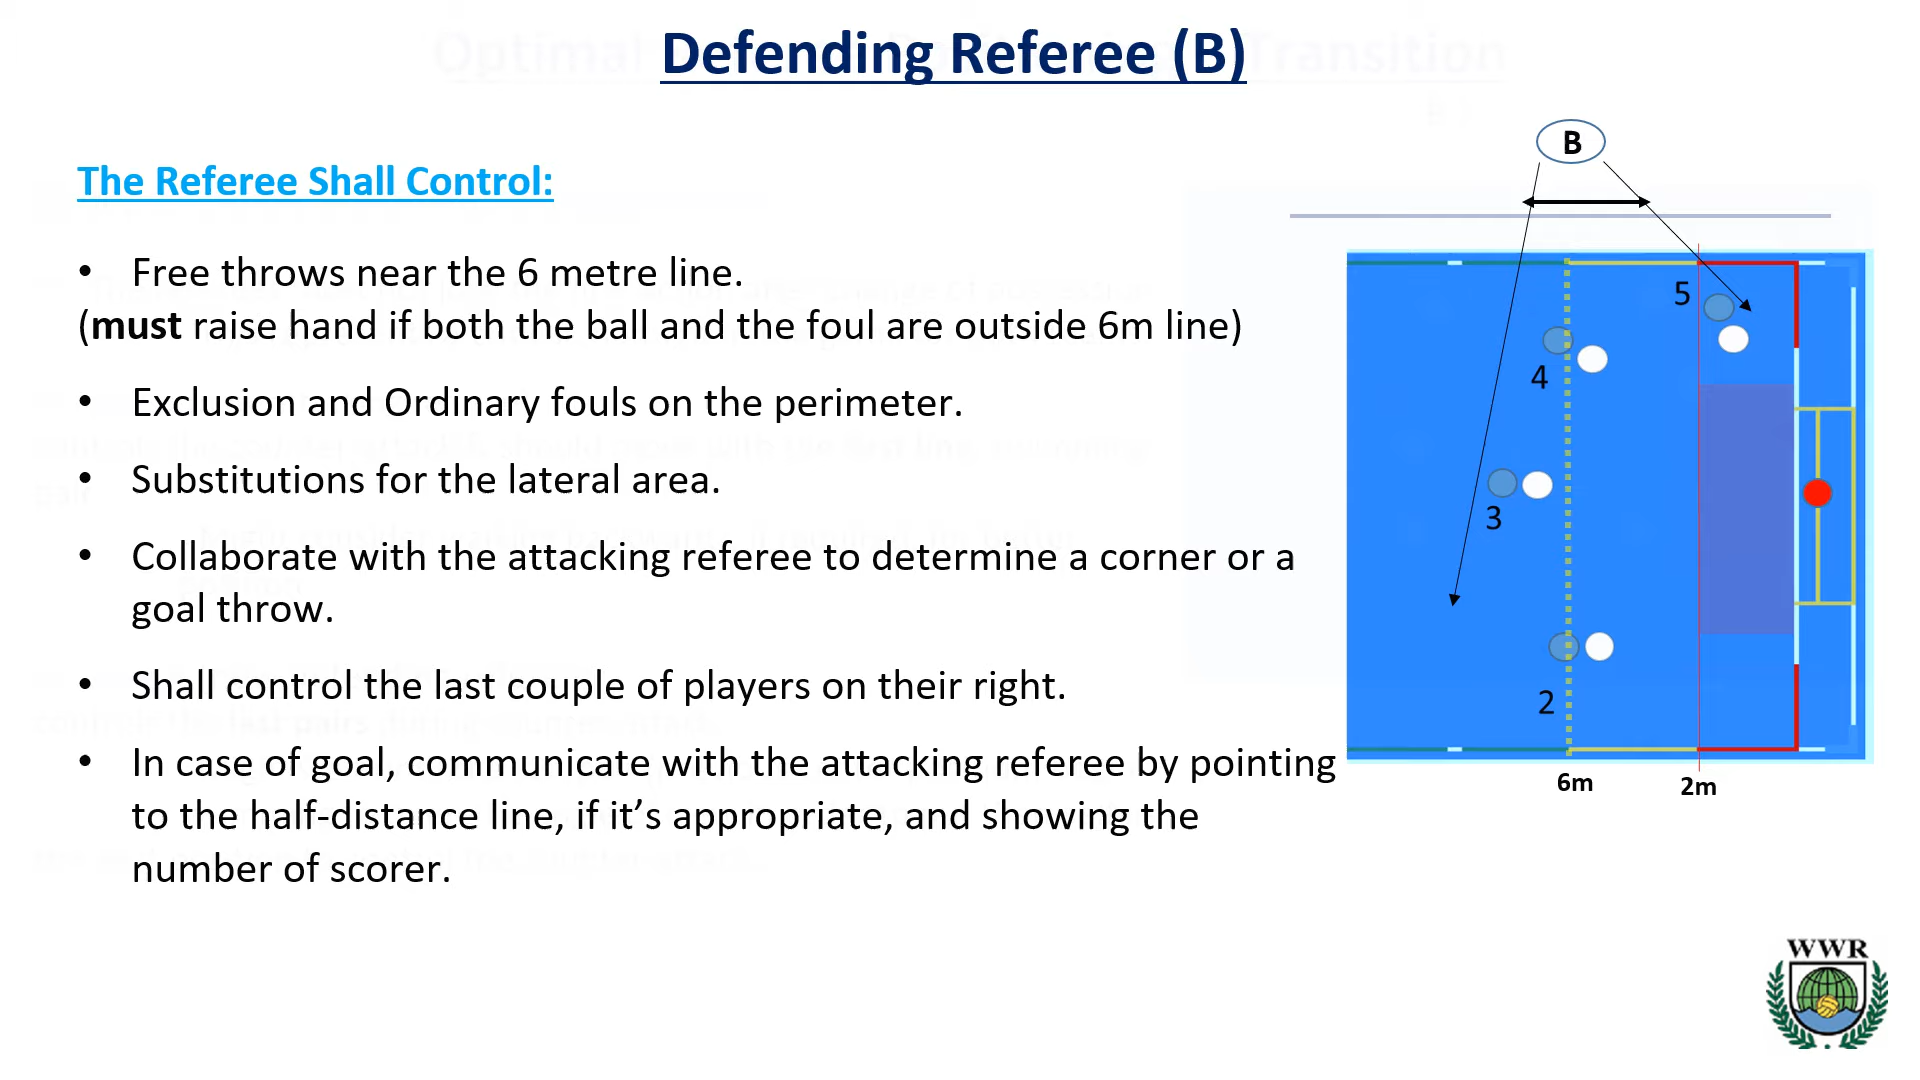 Defending Referee (B)
The Referee Shall Control:
• Free throws near the 6 metre line.
(must raise hand if both the ball and the foul are outside 6m line)
• Exclusion and Ordinary fouls on the perimeter.
• Substitutions for the lateral area.
• Collaborate with the attacking referee to determine a corner or a
goal throw.
• Shall control the last couple of players on their right.
• In case of goal, communicate with the attacking referee by pointing
to the half-distance line, if it’s appropriate, and showing the
number of scorer.
B
5
4
3
2
6m
2m
WWR